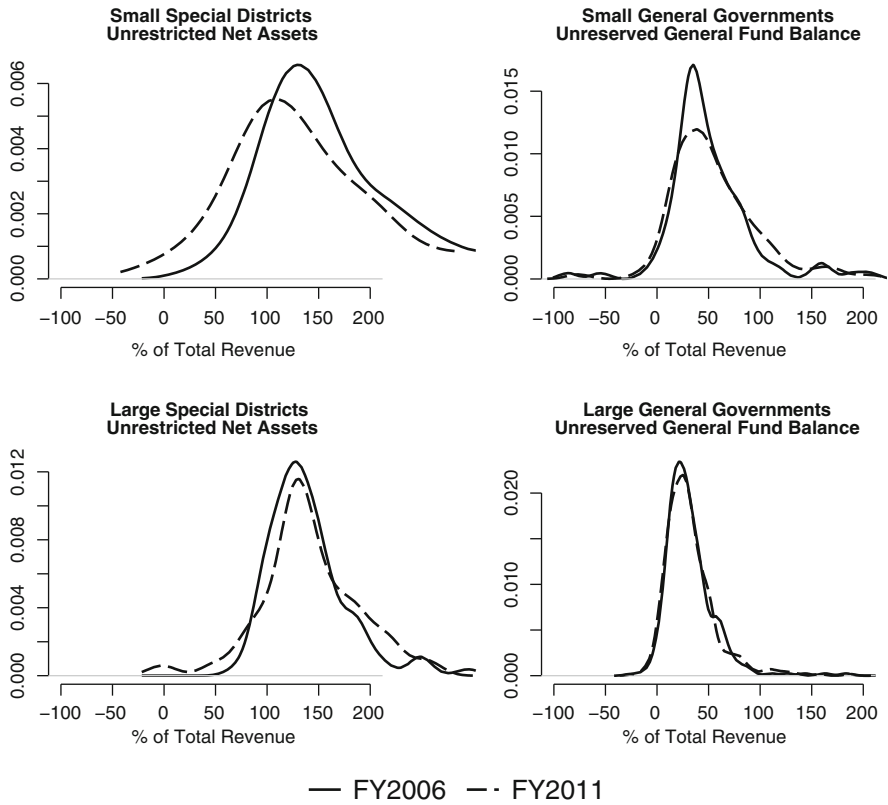 Small Special Districts
Unrestricted Net Assets
0.000 0.002 0.004 0.006
−100 −50 0 50 100 150 200
% of Total Revenue
Small General Governments
Unreserved General Fund Balance
0.000 0.005 0.010 0.015
−100 −50 0 50 100 150 200
% of Total Revenue
Large Special Districts
Unrestricted Net Assets
0.000 0.004 0.008 0.012
−100 −50 0 50 100 150 200
% of Total Revenue
Large General Governments
Unreserved General Fund Balance
0.000 0.010 0.020
−100 −50 0 50 100 150 200
% of Total Revenue
FY2006 FY2011